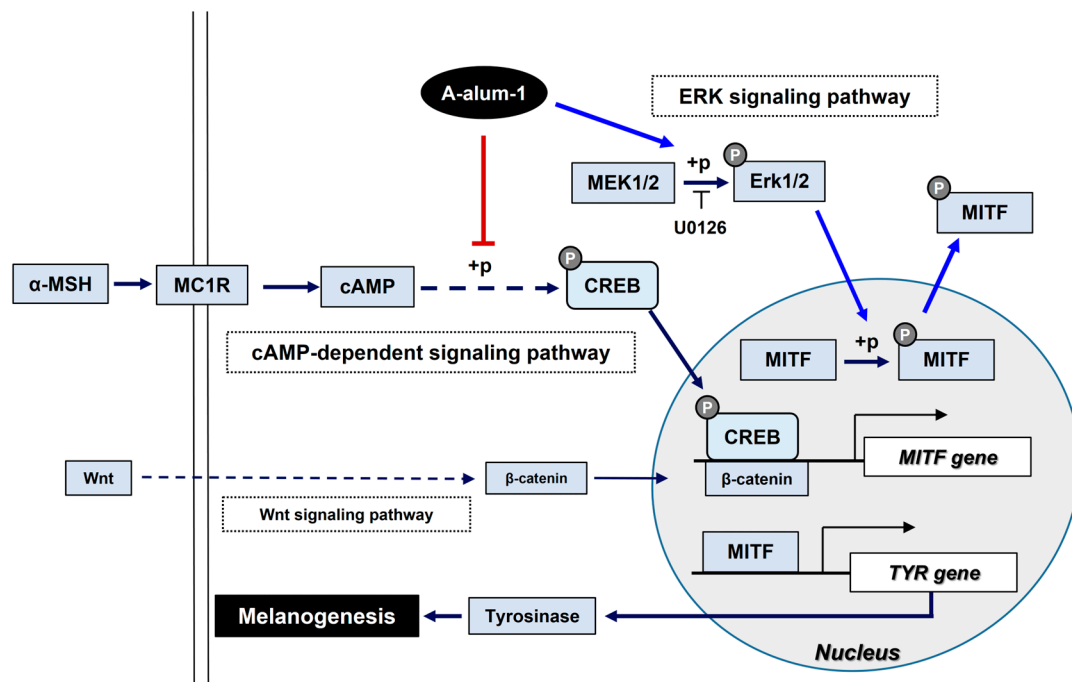 A-alum-1
ERK signaling pathway
P
+p
MEK1/2
Erk1/2
U0126
P
MITF
α-MSH
MC1R
cAMP
+p
P
CREB
cAMP-dependent signaling pathway
MITF
+p
P
MITF
P
CREB
β-catenin
MITF gene
Wnt
β-catenin
Wnt signaling pathway
MITF
TYR gene
Melanogenesis
Tyrosinase
Nucleus